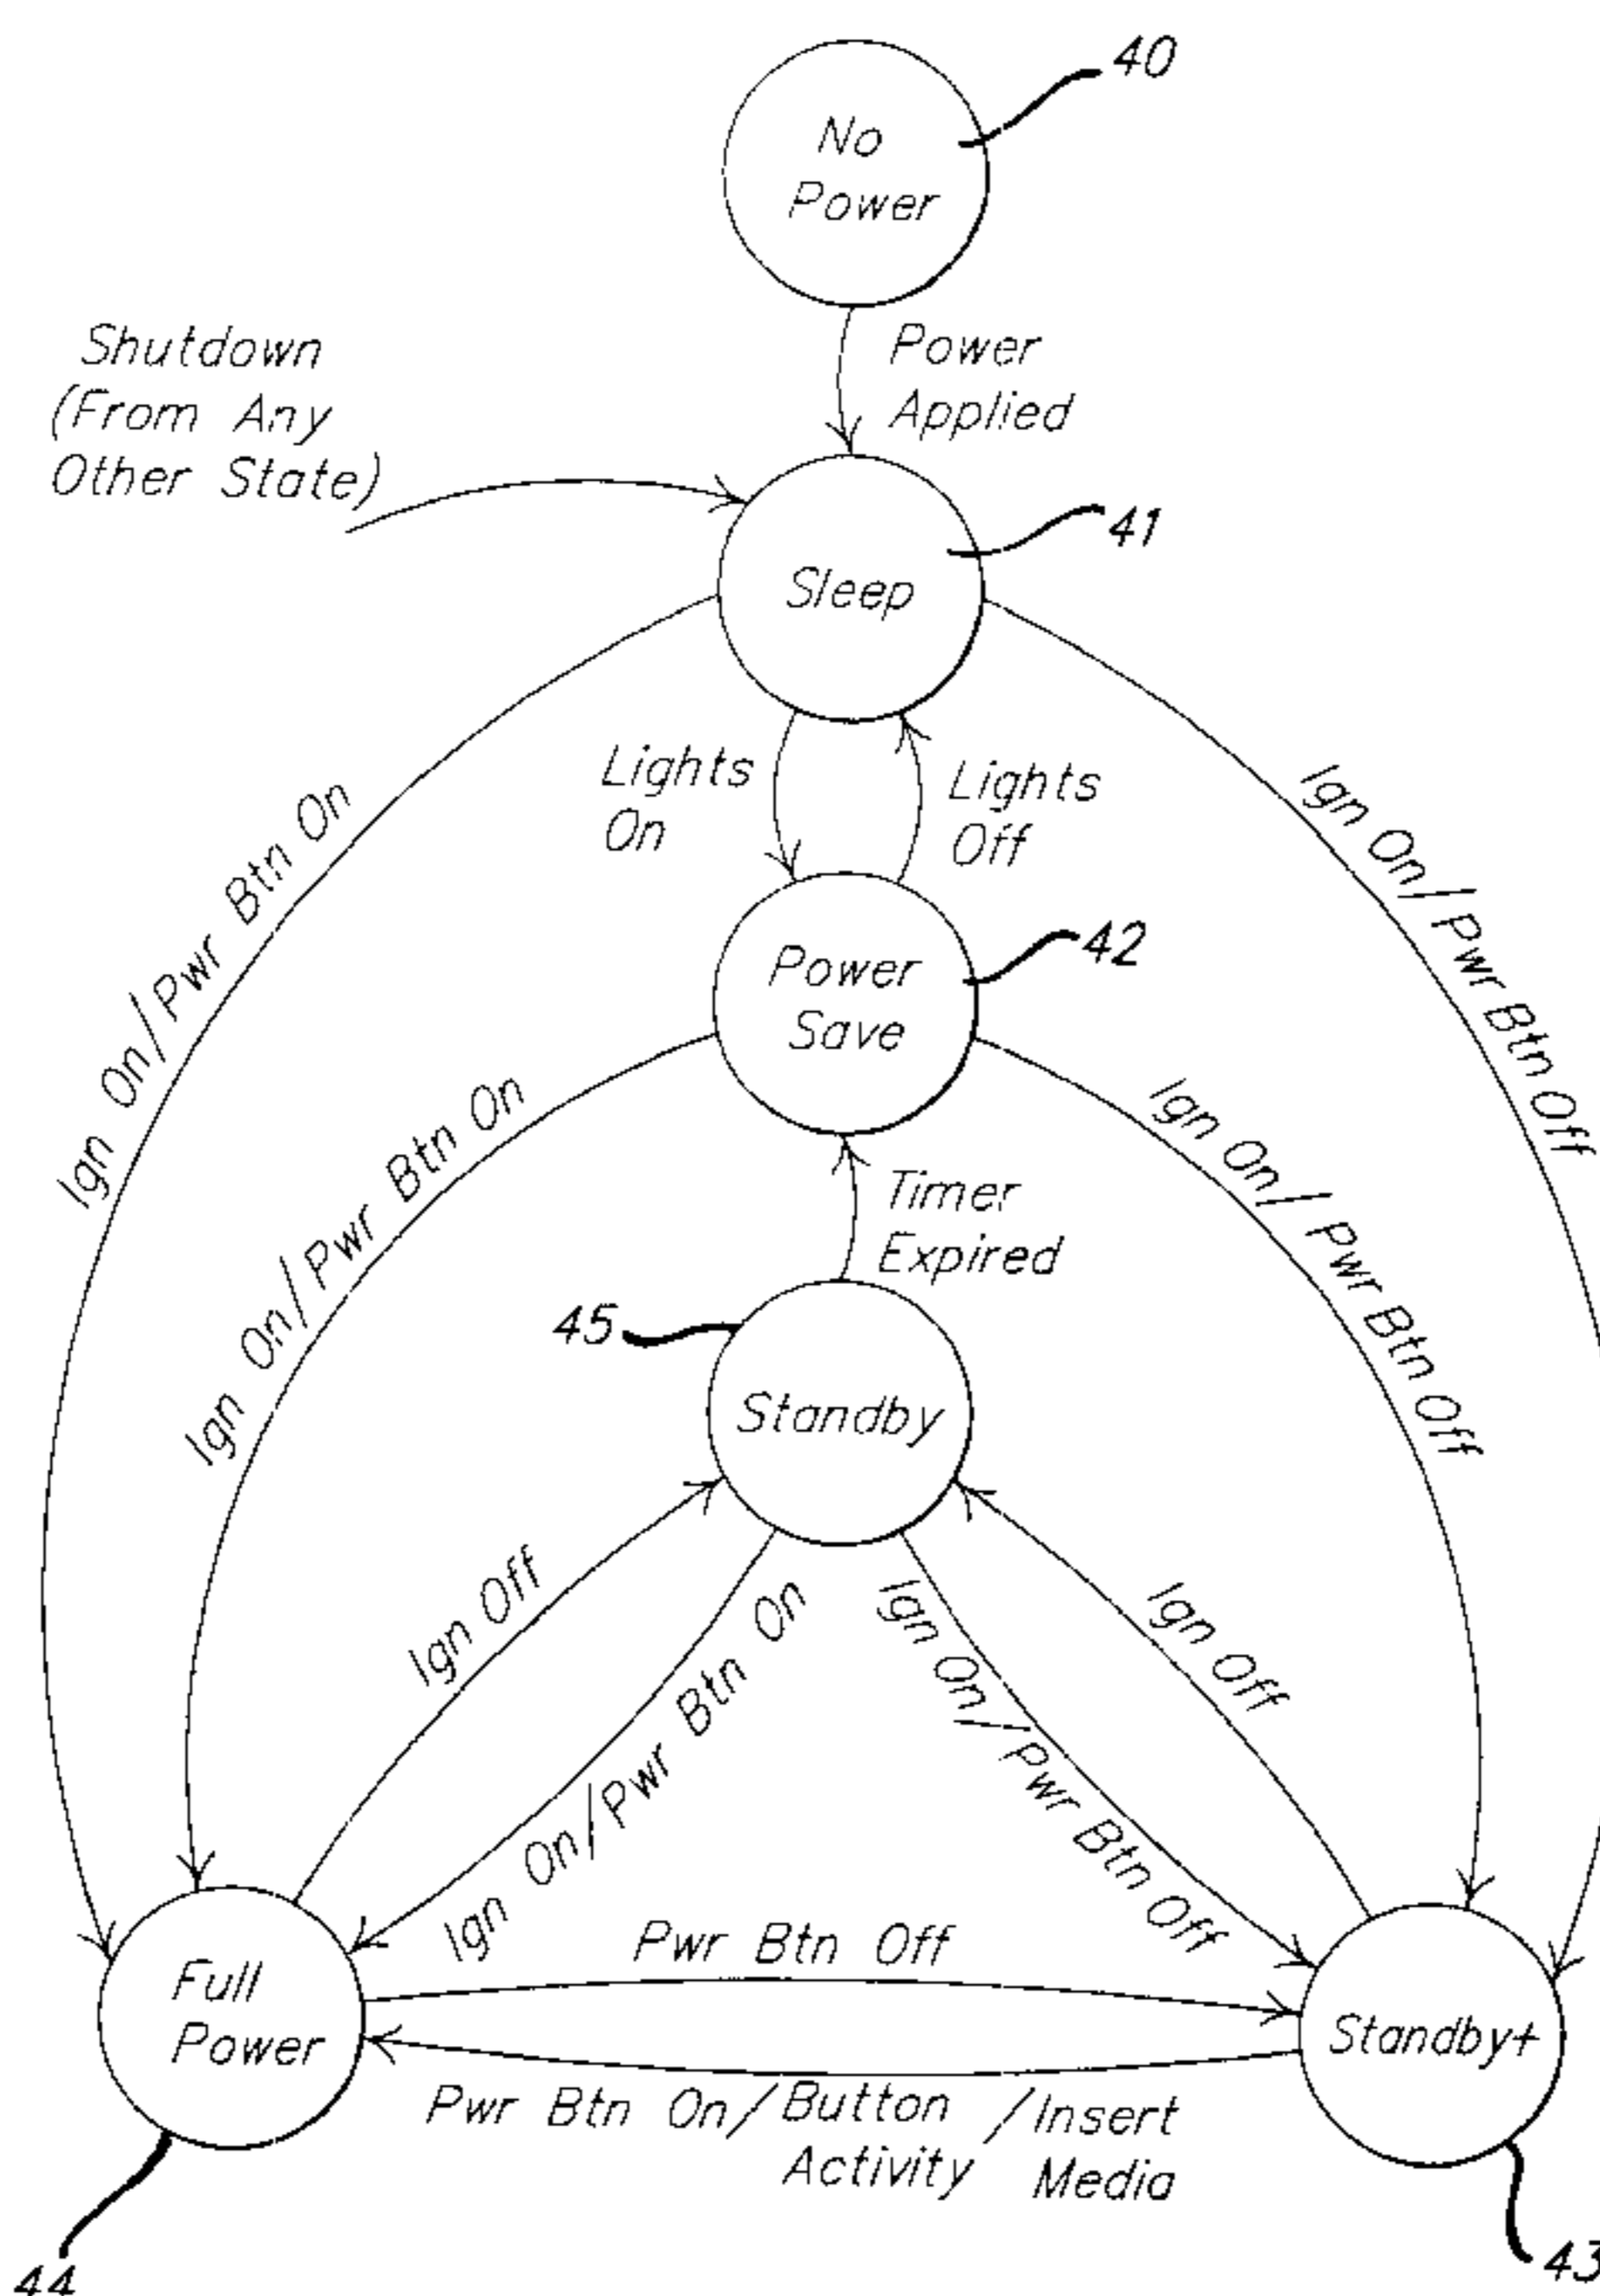 40
No
Power
Shutdown
(From Any
Other State)
Power
Applied
41
Sleep
Lights
On
Lights
Off
Ign On/Pwr Btn On
Ign On/Pwr Btn Off
42
Power
Save
Ign On/Pwr Btn On
Ign On/Pwr Btn Off
Timer
Expired
45
Standby
Ign Off
Ign On/Pwr Btn On
Ign On/Pwr Btn Off
Ign Off
Pwr Btn Off
Full
Power
Standby+
Pwr Btn On/Button/Insert
Activity Media
44
43